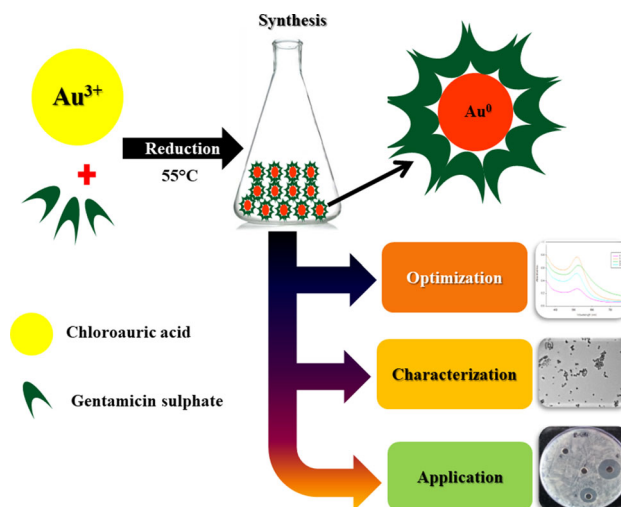 Synthesis
Au³⁺
Reduction
55°C
Au⁰
Optimization
Chloroauric acid
Characterization
Gentamicin sulphate
Application